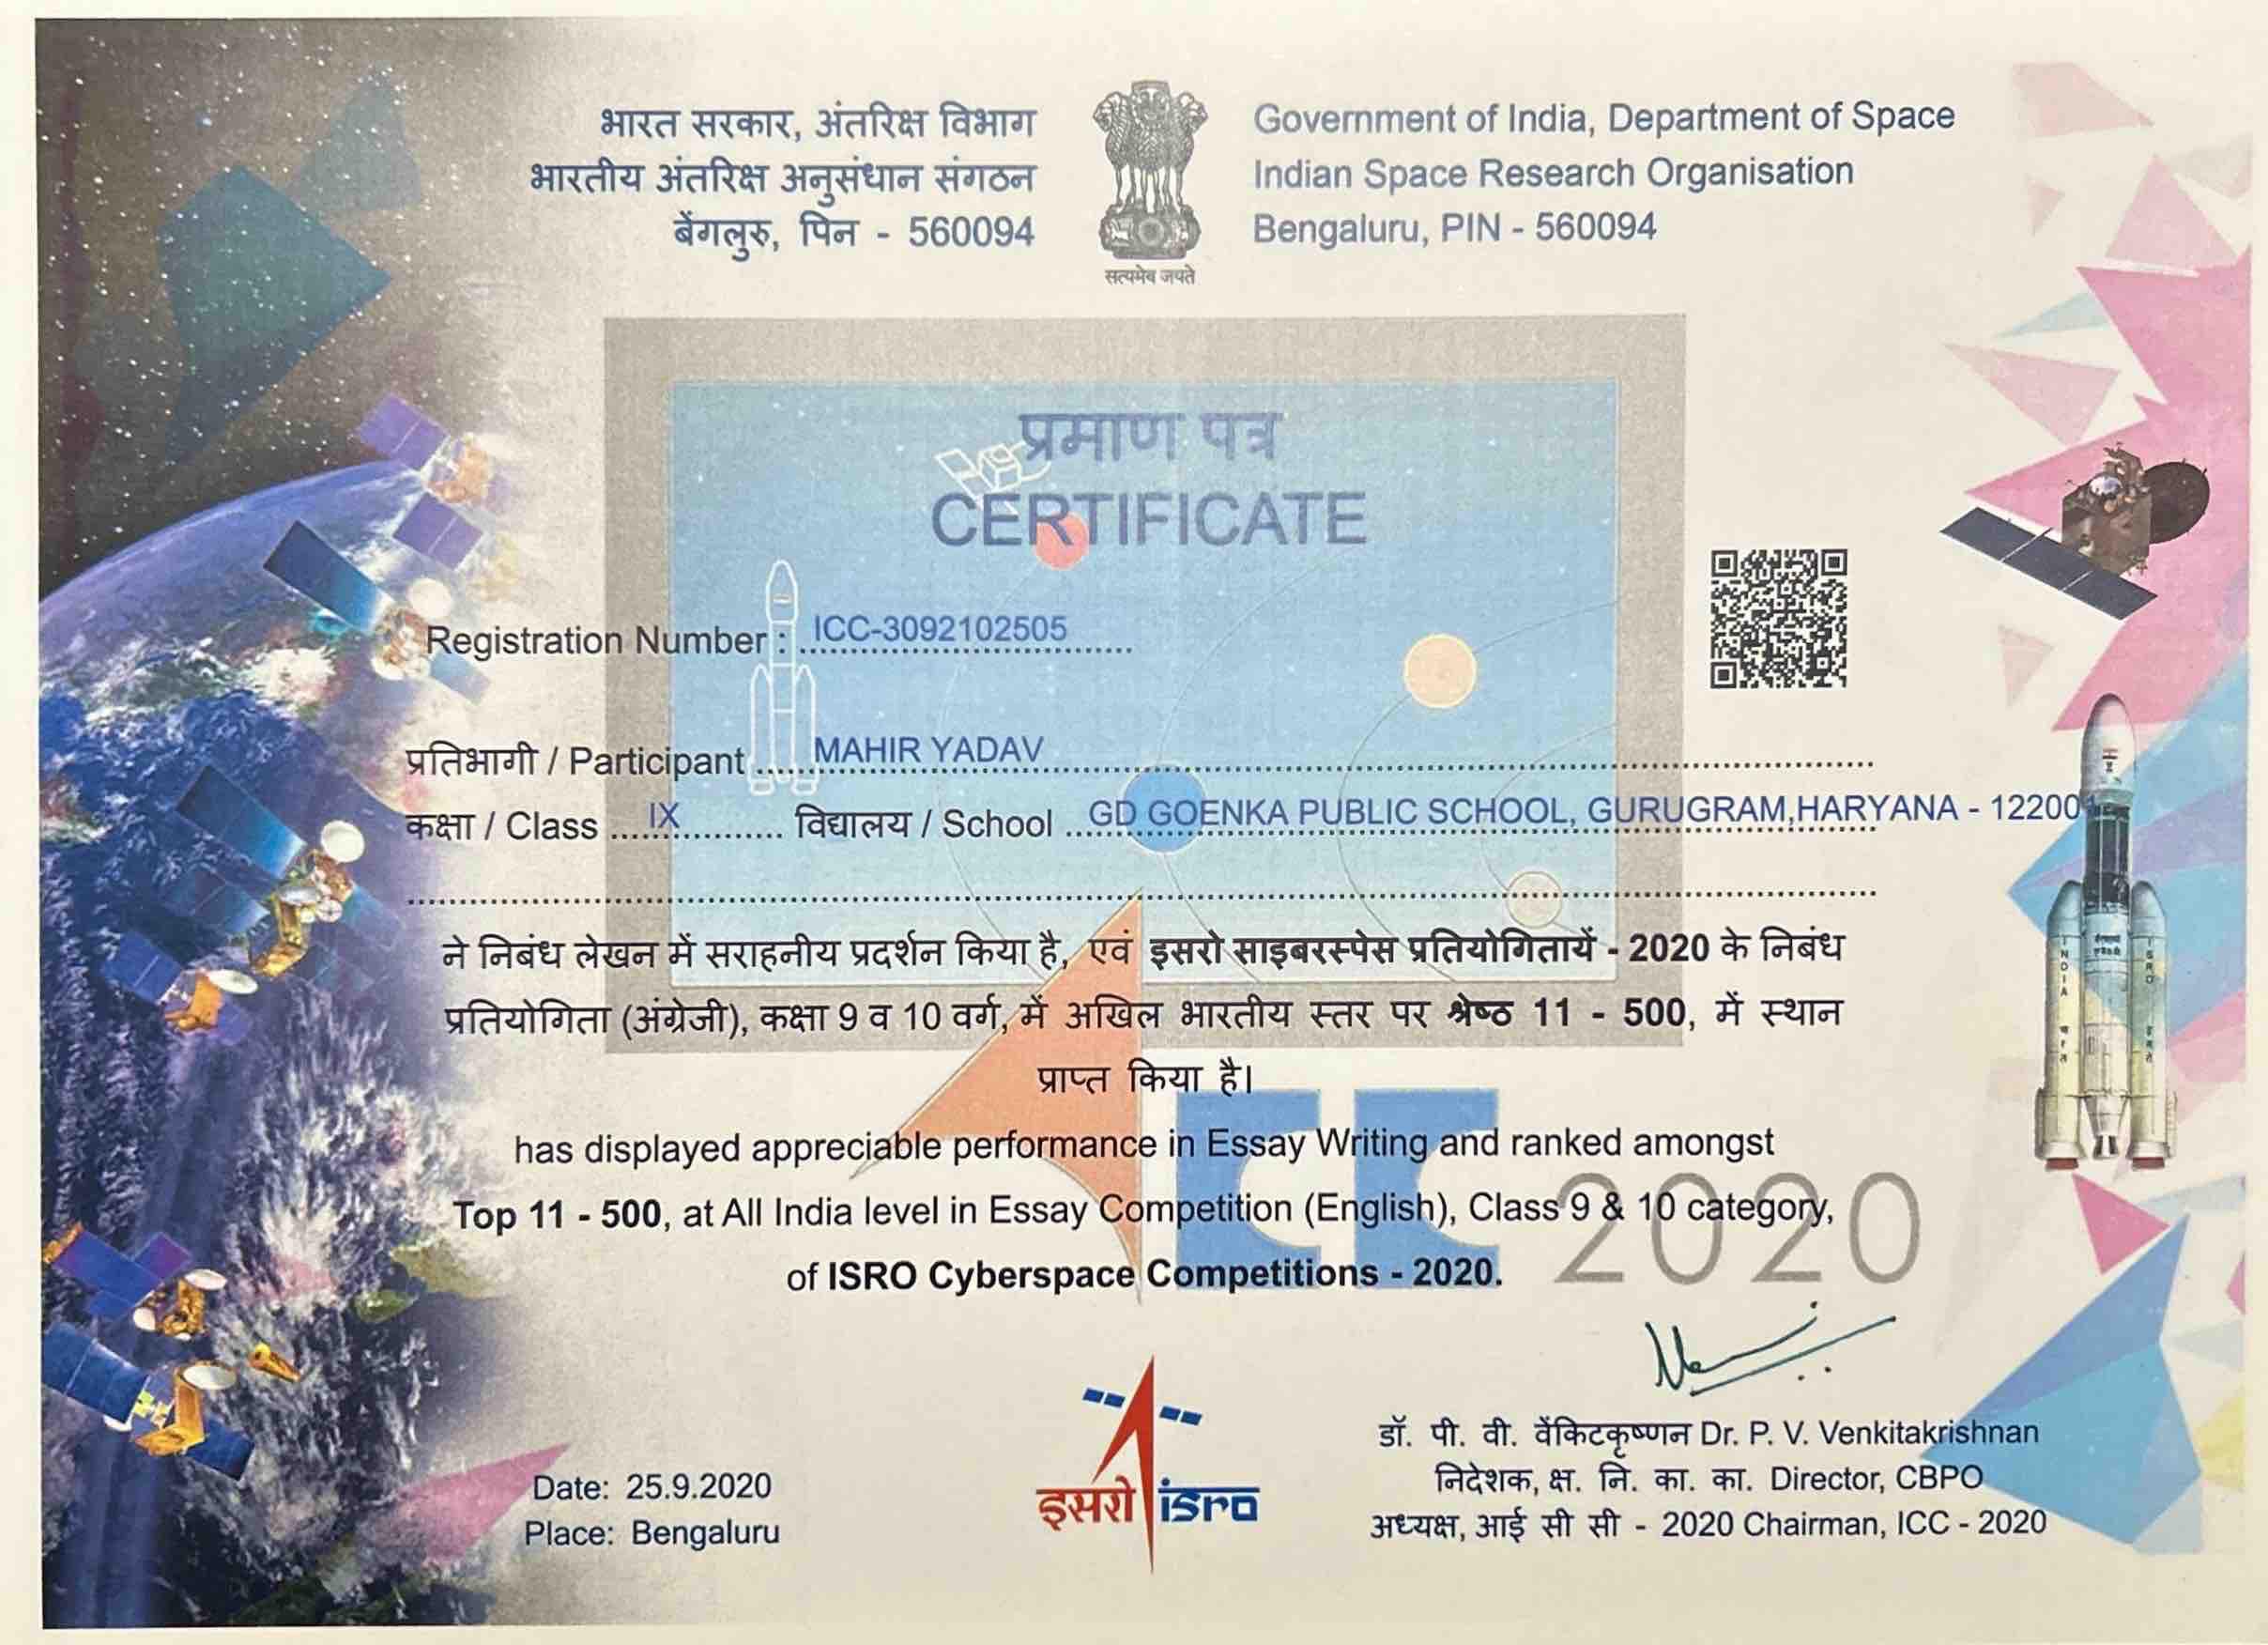 भारत सरकार, अंतरिक्ष विभाग
भारतीय अंतरिक्ष अनुसंधान संगठन
बेंगलुरु, पिन - 560094
सत्यमेव जयते
Government of India, Department of Space
Indian Space Research Organisation
Bengaluru, PIN - 560094
प्रमाण पत्र
CERTIFICATE
Registration Number : ICC-3092102505
प्रतिभागी / Participant MAHIR YADAV
कक्षा / Class IX विद्यालय / School GD GOENKA PUBLIC SCHOOL, GURUGRAM,HARYANA - 12200
ने निबंध लेखन में सराहनीय प्रदर्शन किया है, एवं इसरो साइबरस्पेस प्रतियोगितायें - 2020 के निबंध
प्रतियोगिता (अंग्रेजी), कक्षा 9 व 10 वर्ग, में अखिल भारतीय स्तर पर श्रेष्ठ 11 - 500, में स्थान
प्राप्त किया है।
has displayed appreciable performance in Essay Writing and ranked amongst
Top 11 - 500, at All India level in Essay Competition (English), Class 9 & 10 category,
of ISRO Cyberspace Competitions - 2020.
CC 2020
इसरो isro
Date: 25.9.2020
Place: Bengaluru
डॉ. पी. वी. वेंकिटकृष्णन Dr. P. V. Venkitakrishnan
निदेशक, क्ष. नि. का. का. Director, CBPO
अध्यक्ष, आई सी सी - 2020 Chairman, ICC - 2020
INDIA
ISRO